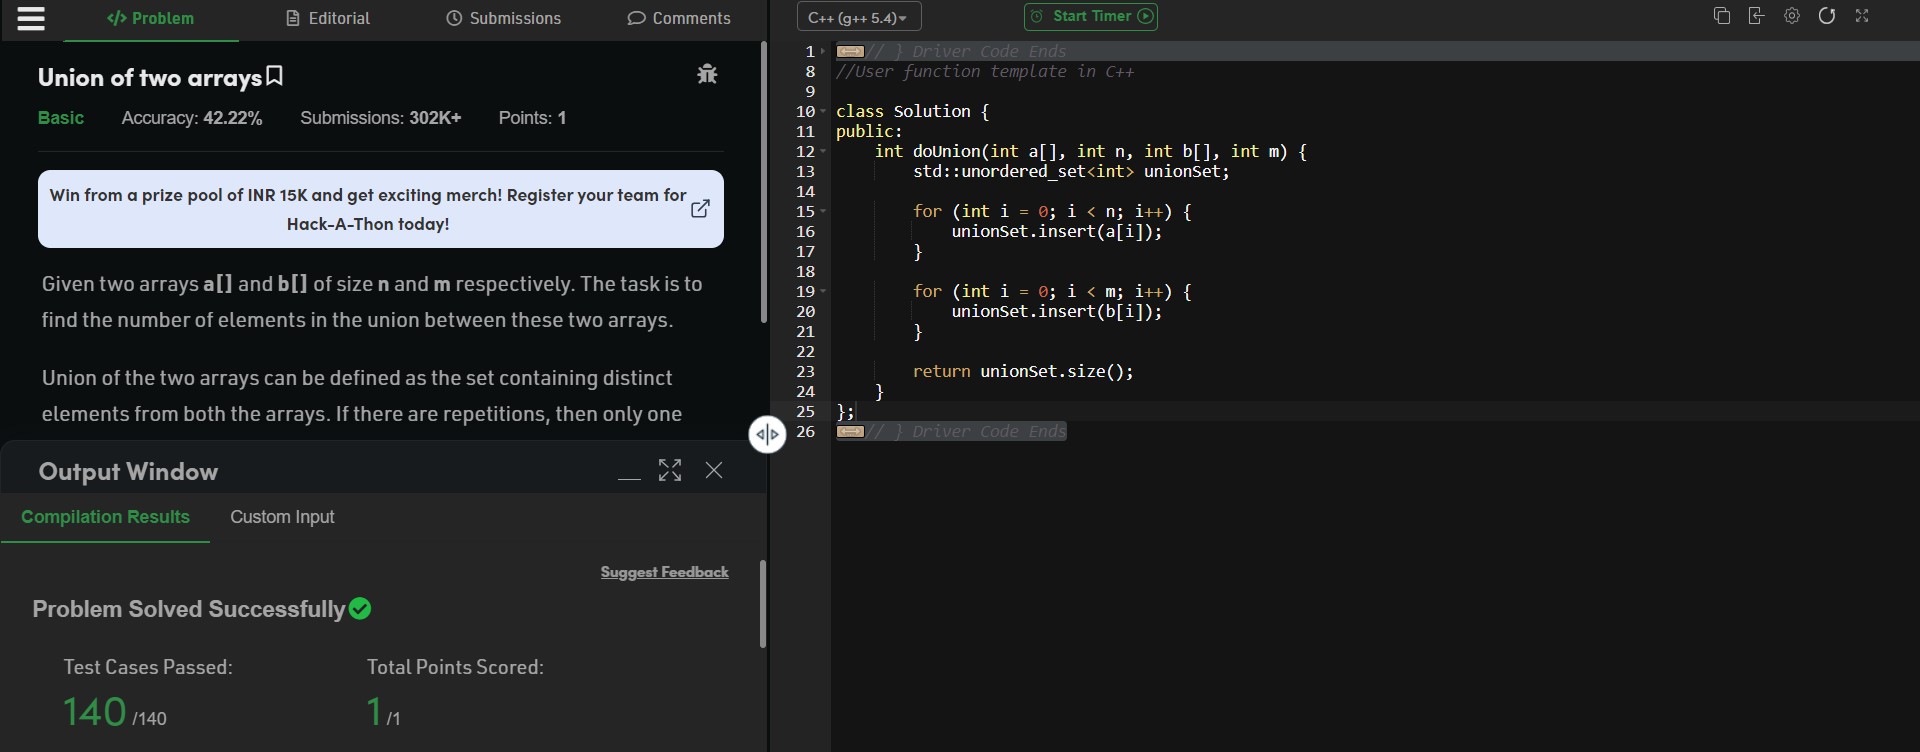 </> Problem
Editorial
Submissions
Comments
Union of two arrays
Basic Accuracy: 42.22% Submissions: 302K+ Points: 1
Win from a prize pool of INR 15K and get exciting merch! Register your team for
Hack-A-Thon today!
Given two arrays a[] and b[] of size n and m respectively. The task is to
find the number of elements in the union between these two arrays.
Union of the two arrays can be defined as the set containing distinct
elements from both the arrays. If there are repetitions, then only one
Output Window
Compilation Results Custom Input
Suggest Feedback
Problem Solved Successfully
Test Cases Passed: Total Points Scored:
140 /140 1 /1
C++ (g++ 5.4)
Start Timer
1 // } Driver Code Ends
8 //User function template in C++
9
10 class Solution {
11 public:
12 int doUnion(int a[], int n, int b[], int m) {
13 std::unordered_set<int> unionSet;
14
15 for (int i = 0; i < n; i++) {
16 unionSet.insert(a[i]);
17 }
18
19 for (int i = 0; i < m; i++) {
20 unionSet.insert(b[i]);
21 }
22
23 return unionSet.size();
24 }
25 };
26 // } Driver Code Ends